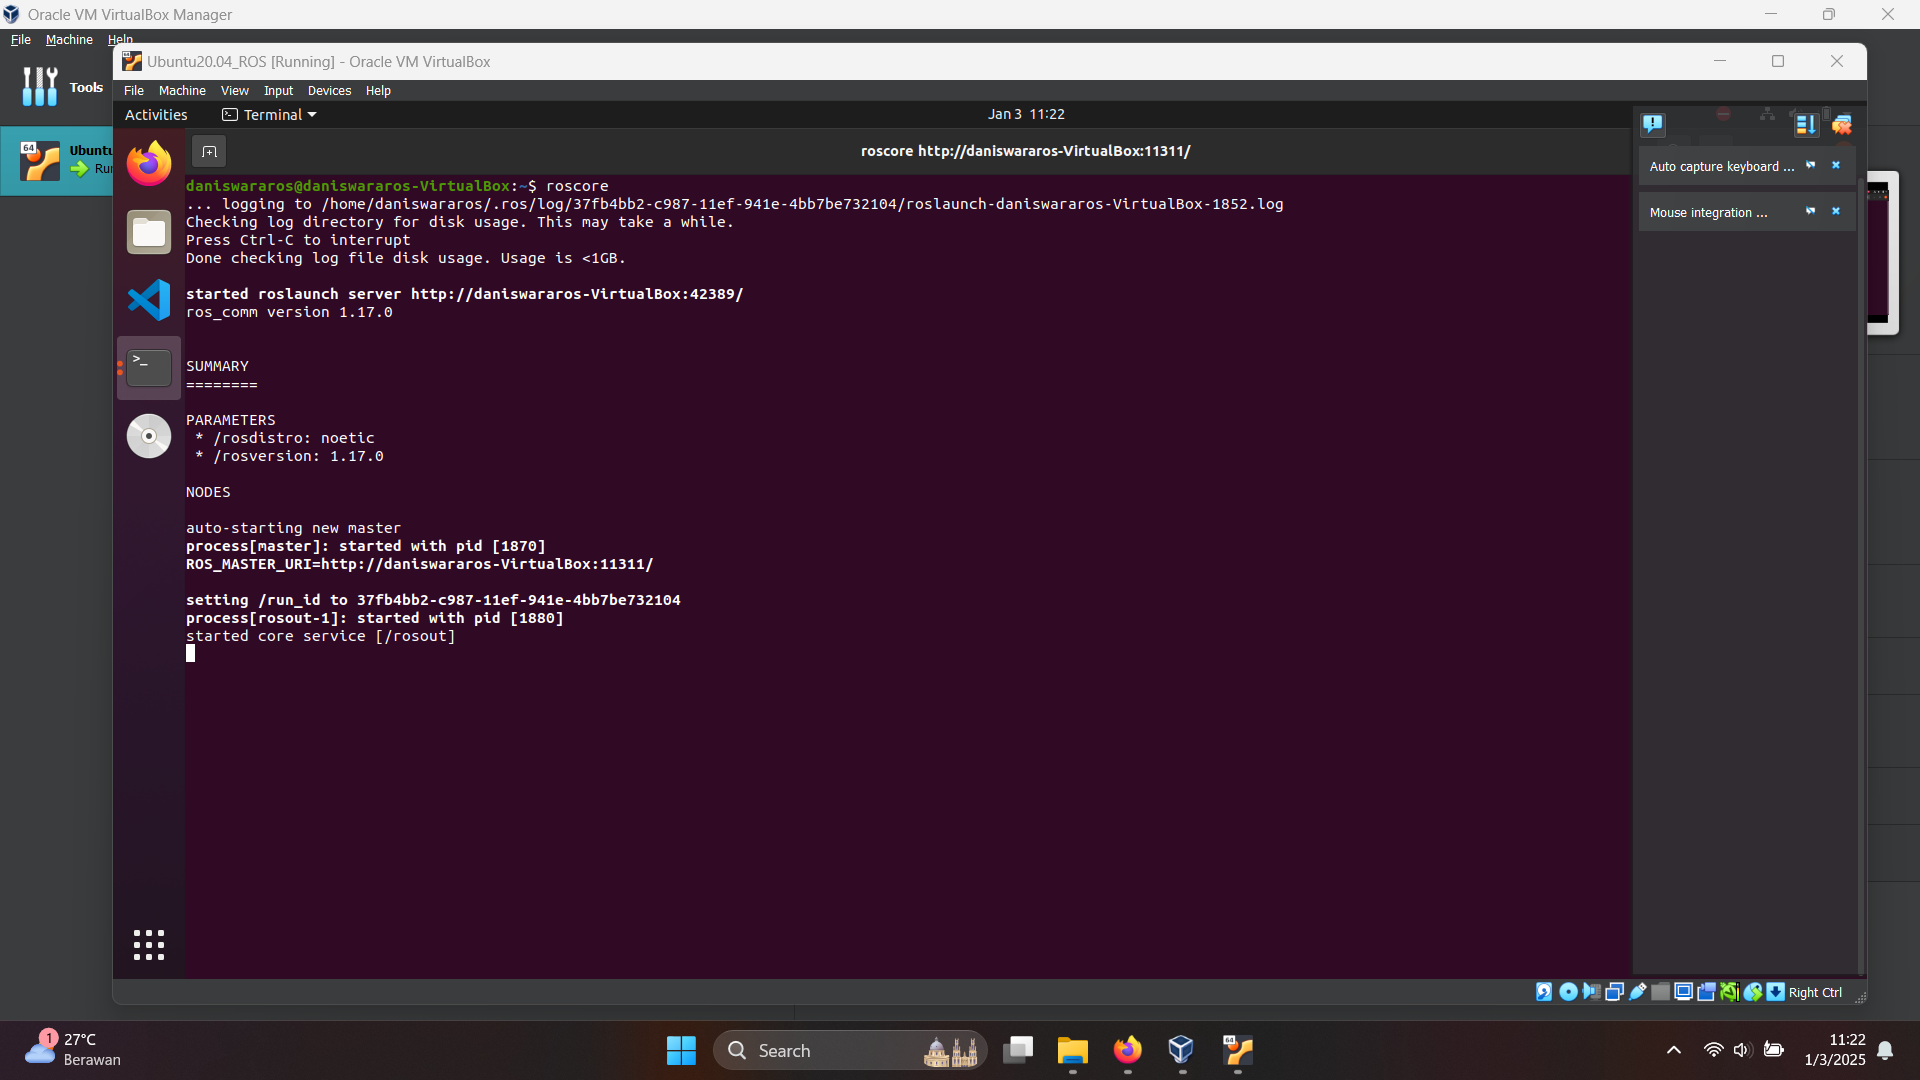 Oracle VM VirtualBox Manager
File Machine Help
Tools
64
Ubuntu20.04_ROS [Running] - Oracle VM VirtualBox
File Machine View Input Devices Help
Activities
Terminal
Jan 3 11:22
roscore http://daniswararos-VirtualBox:11311/
Auto capture keyboard ...
Mouse integration ...
daniswararos@daniswararos-VirtualBox:~$ roscore
... logging to /home/daniswararos/.ros/log/37fb4bb2-c987-11ef-941e-4bb7be732104/roslaunch-daniswararos-VirtualBox-1852.log
Checking log directory for disk usage. This may take a while.
Press Ctrl-C to interrupt
Done checking log file disk usage. Usage is <1GB.
started roslaunch server http://daniswararos-VirtualBox:42389/
ros_comm version 1.17.0
SUMMARY
========
PARAMETERS
* /rosdistro: noetic
* /rosversion: 1.17.0
NODES
auto-starting new master
process[master]: started with pid [1870]
ROS_MASTER_URI=http://daniswararos-VirtualBox:11311/
setting /run_id to 37fb4bb2-c987-11ef-941e-4bb7be732104
process[rosout-1]: started with pid [1880]
started core service [/rosout]
Right Ctrl
1
27°C
Berawan
Search
64
11:22
1/3/2025